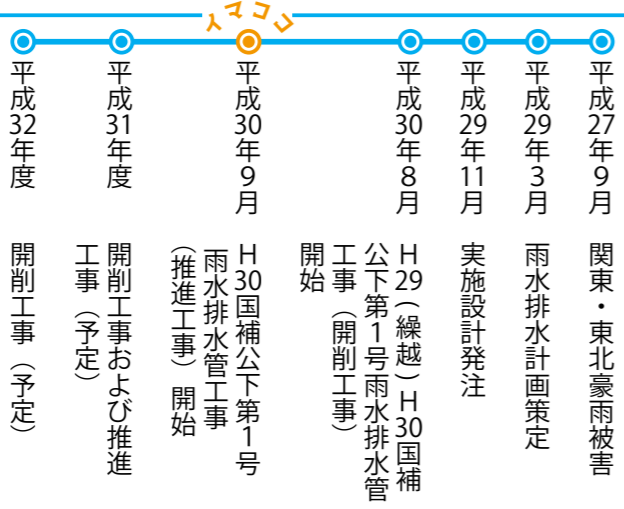 イマココ
平成27年9月
関東・東北豪雨被害
平成29年3月
雨水排水計画策定
平成29年11月
実施設計発注
平成30年8月
H29(繰越)H30国補
公下第1号雨水排水管
工事（開削工事）
開始
平成30年9月
H30国補公下第1号
雨水排水管工事
（推進工事）開始
平成31年度
開削工事および推進
工事（予定）
平成32年度
開削工事（予定）